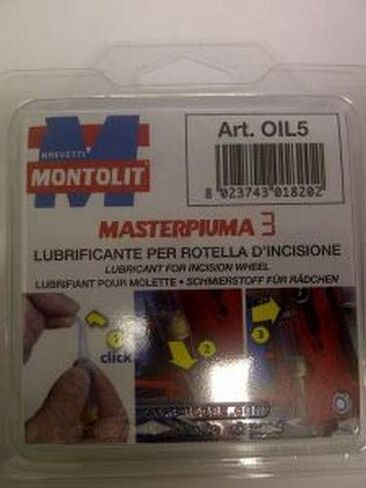 BREVETTI
MONTOLIT
Art. OIL5
8 023743 018202
MASTERPIUMA 3
LUBRIFICANTE PER ROTELLA D'INCISIONE
LUBRICANT FOR INCISION WHEEL
LUBRIFIANT POUR MOLETTE • SCHMIERSTOFF FÜR RÄDCHEN
1
click
2
3